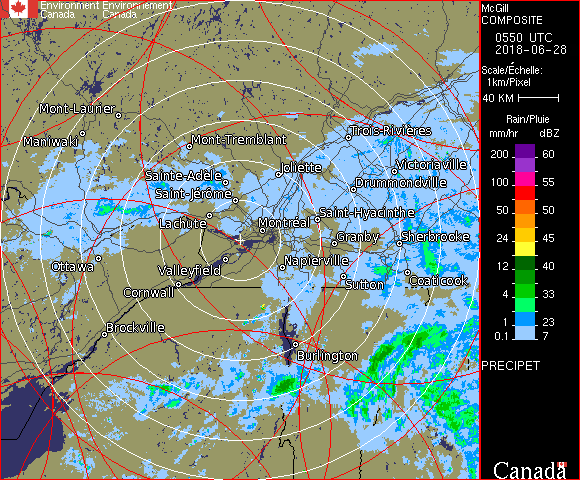 Environment Environnement
Canada Canada
McGill
COMPOSITE
0550 UTC
2018-06-28
Scale/Échelle:
1km/Pixel
40 KM
Rain/Pluie
mm/hr dBZ
200 60
100 55
50 50
24 45
12 40
4 33
1 23
0.1 7
PRECIPET
Canada
Mont-Laurier
Maniwaki
Mont-Tremblant
Trois-Rivières
Joliette
Victoriaville
Sainte-Adèle
Drummondville
Saint-Jérôme
Lachute
Saint-Hyacinthe
Montréal
Granby
Sherbrooke
Ottawa
Valleyfield
Napierville
Cornwall
Sutton
Coaticook
Brockville
Burlington